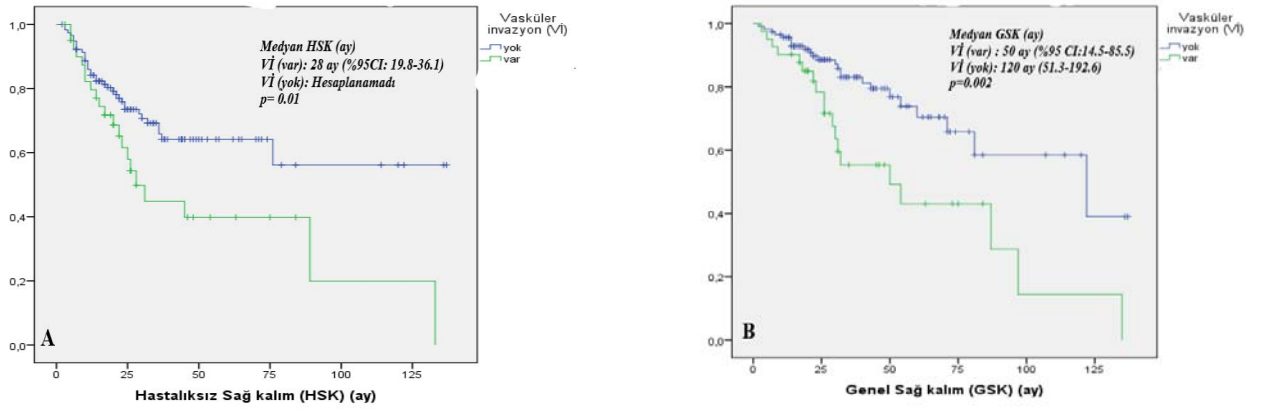 Vasküler
invazyon (Vİ)
yok
var
Medyan HSK (ay)
Vİ (var): 28 ay (%95CI: 19.8-36.1)
Vİ (yok): Hesaplanamadı
p= 0.01
1,0
0,8
0,6
0,4
0,2
0,0
A
0 25 50 75 100 125
Hastalıksız Sağ kalım (HSK) (ay)
Vasküler
invazyon (Vİ)
yok
var
Medyan GSK (ay)
Vİ (var) : 50 ay (%95 CI:14.5-85.5)
Vİ (yok): 120 ay (51.3-192.6)
p=0.002
1,0
0,8
0,6
0,4
0,2
0,0
B
0 25 50 75 100 125
Genel Sağ kalım (GSK) (ay)